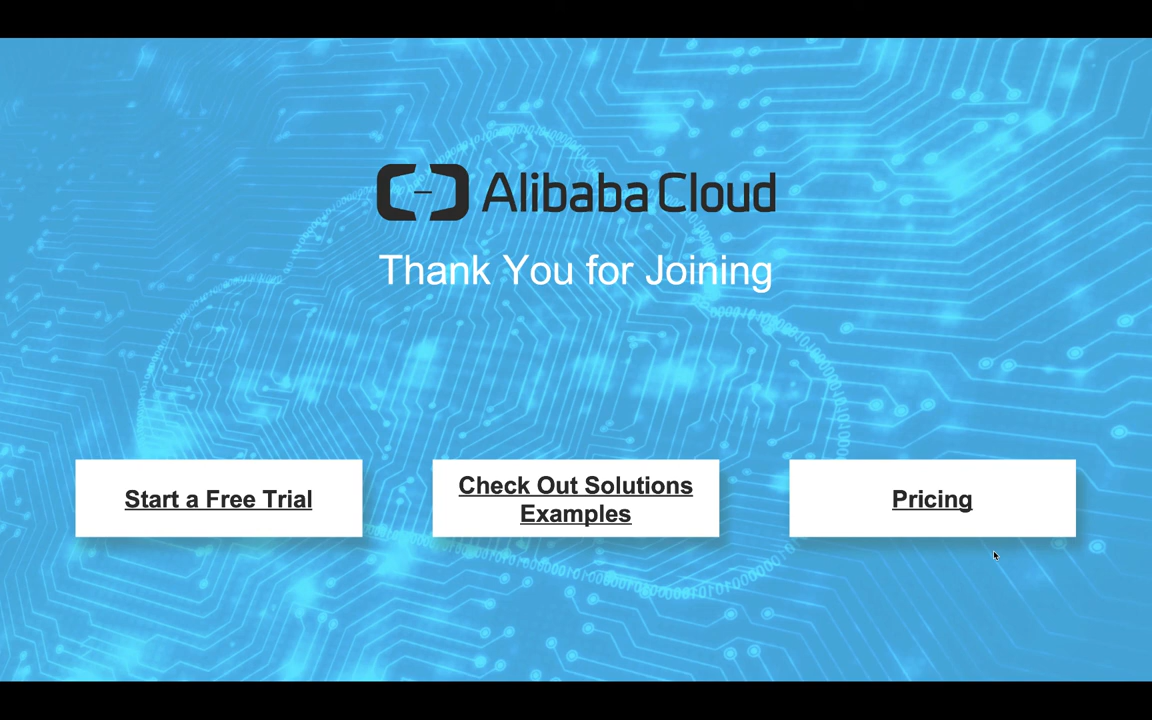 Alibaba Cloud
Thank You for Joining
Start a Free Trial
Check Out Solutions
Examples
Pricing